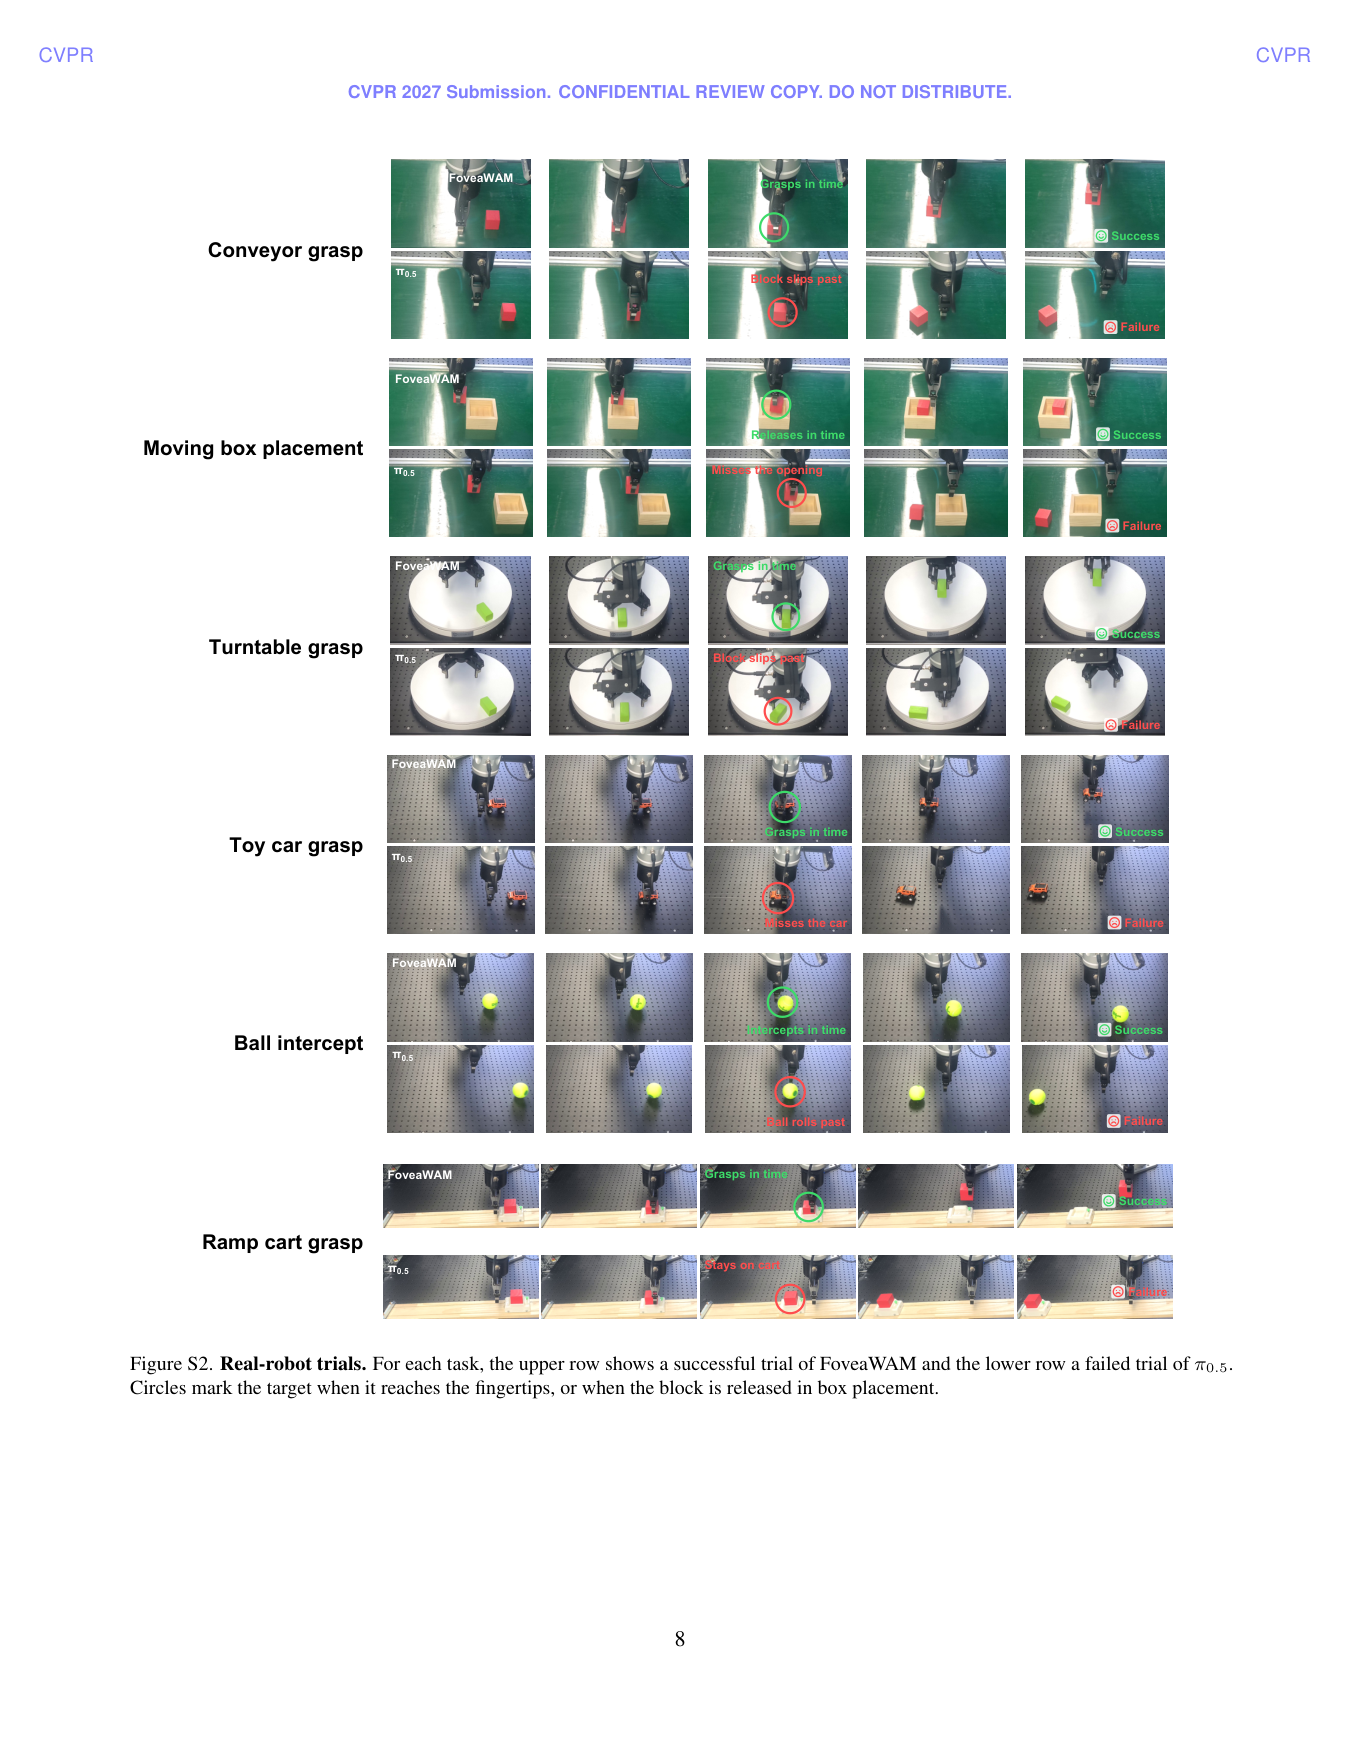 CVPR
CVPR
CVPR 2027 Submission. CONFIDENTIAL REVIEW COPY. DO NOT DISTRIBUTE.
Conveyor grasp
FoveaWAM
Grasps in time
Success
π0.5
Block slips past
Failure
Moving box placement
FoveaWAM
Releases in time
Success
π0.5
Misses the opening
Failure
Turntable grasp
FoveaWAM
Grasps in time
Success
π0.5
Block slips past
Failure
Toy car grasp
FoveaWAM
Grasps in time
Success
π0.5
Misses the car
Failure
Ball intercept
FoveaWAM
Intercepts in time
Success
π0.5
Ball rolls past
Failure
Ramp cart grasp
FoveaWAM
Grasps in time
Success
π0.5
Stays on cart
Failure
Figure S2. Real-robot trials. For each task, the upper row shows a successful trial of FoveaWAM and the lower row a failed trial of π0.5.
Circles mark the target when it reaches the fingertips, or when the block is released in box placement.
8